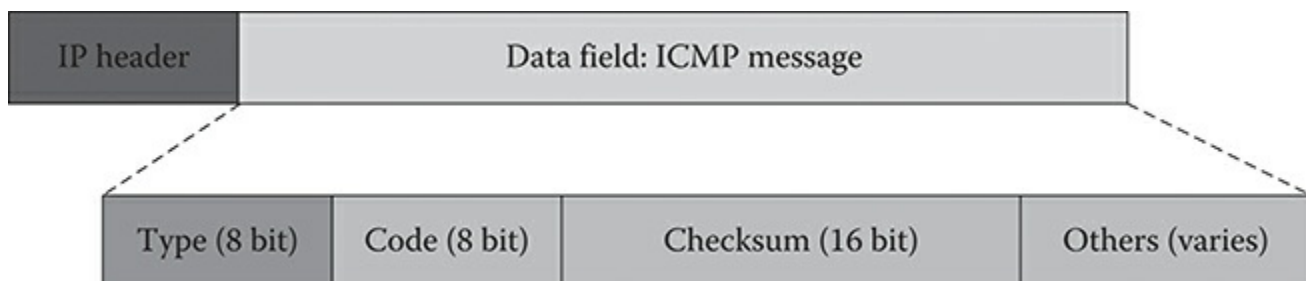 IP header
Data field: ICMP message
Type (8 bit)
Code (8 bit)
Checksum (16 bit)
Others (varies)